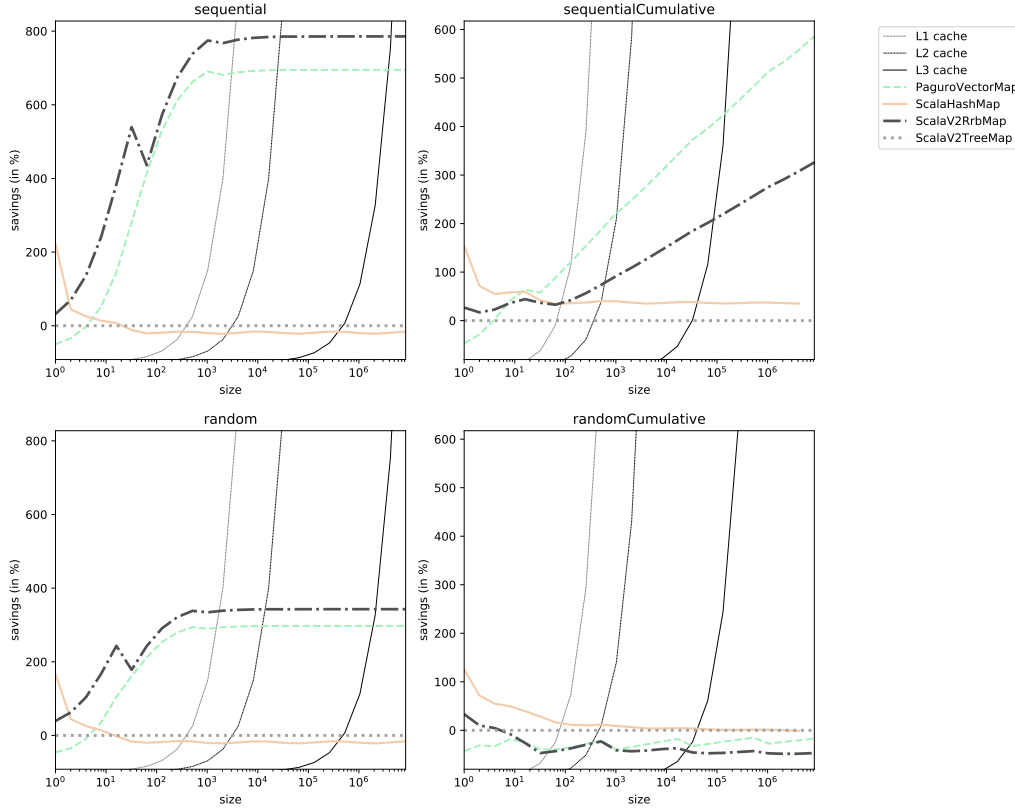 sequential
savings (in %)
800
600
400
200
0
10^0 10^1 10^2 10^3 10^4 10^5 10^6
size
sequentialCumulative
savings (in %)
600
500
400
300
200
100
0
10^0 10^1 10^2 10^3 10^4 10^5 10^6
size
L1 cache
L2 cache
L3 cache
PaguroVectorMap
ScalaHashMap
ScalaV2RrbMap
ScalaV2TreeMap
random
savings (in %)
800
600
400
200
0
10^0 10^1 10^2 10^3 10^4 10^5 10^6
size
randomCumulative
savings (in %)
600
500
400
300
200
100
0
10^0 10^1 10^2 10^3 10^4 10^5 10^6
size